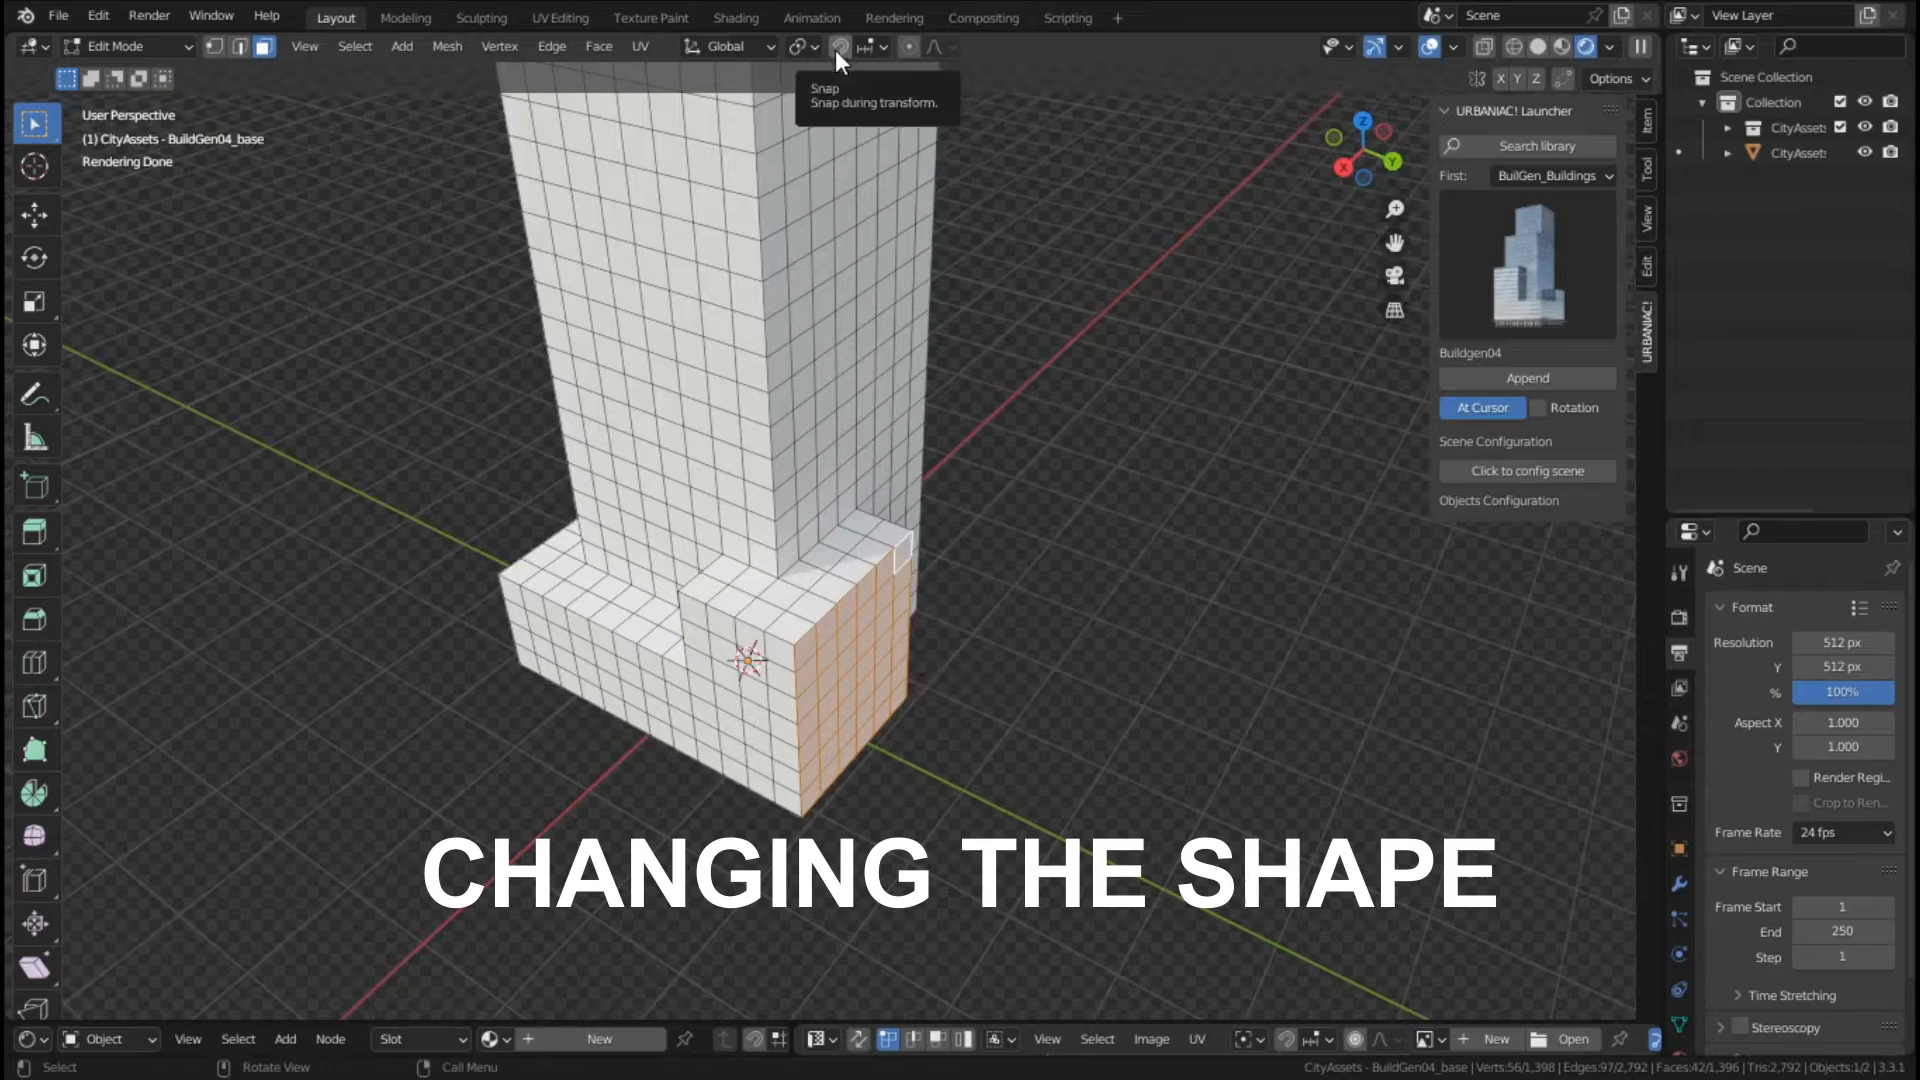 File Edit Render Window Help Layout Modeling Sculpting UV Editing Texture Paint Shading Animation Rendering Compositing Scripting + Scene View Layer
Edit Mode View Select Add Mesh Vertex Edge Face UV Global
X Y Z Options
Snap
Snap during transform.
User Perspective
(1) CityAssets - BuildGen04_base
Rendering Done
Z
Y
X
URBANIAC! Launcher
Search library
First: BuilGen_Buildings
Buildgen04
Append
At Cursor Rotation
Scene Configuration
Click to config scene
Objects Configuration
Item
Tool
View
Edit
URBANIAC!
Scene Collection
Collection
CityAssets
CityAssets
Scene
Format
Resolution 512 px
Y 512 px
% 100%
Aspect X 1.000
Y 1.000
Render Regi...
Crop to Ren...
Frame Rate 24 fps
Frame Range
Frame Start 1
End 250
Step 1
Time Stretching
Stereoscopy
CHANGING THE SHAPE
Object View Select Add Node Slot New View Select Image UV New Open
Select Rotate View Call Menu CityAssets - BuildGen04_base | Verts:56/1,398 | Edges:97/2,792 | Faces:42/1,396 | Tris:2,792 | Objects:1/2 | 3.3.1